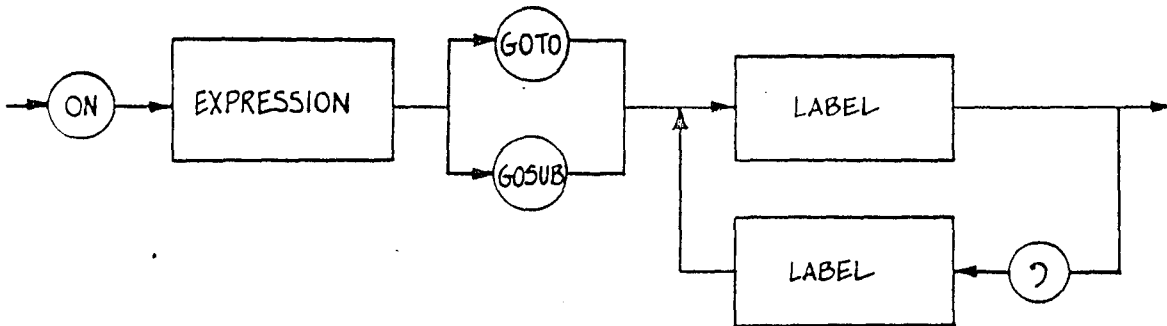 ON
EXPRESSION
GOTO
GOSUB
LABEL
LABEL
,